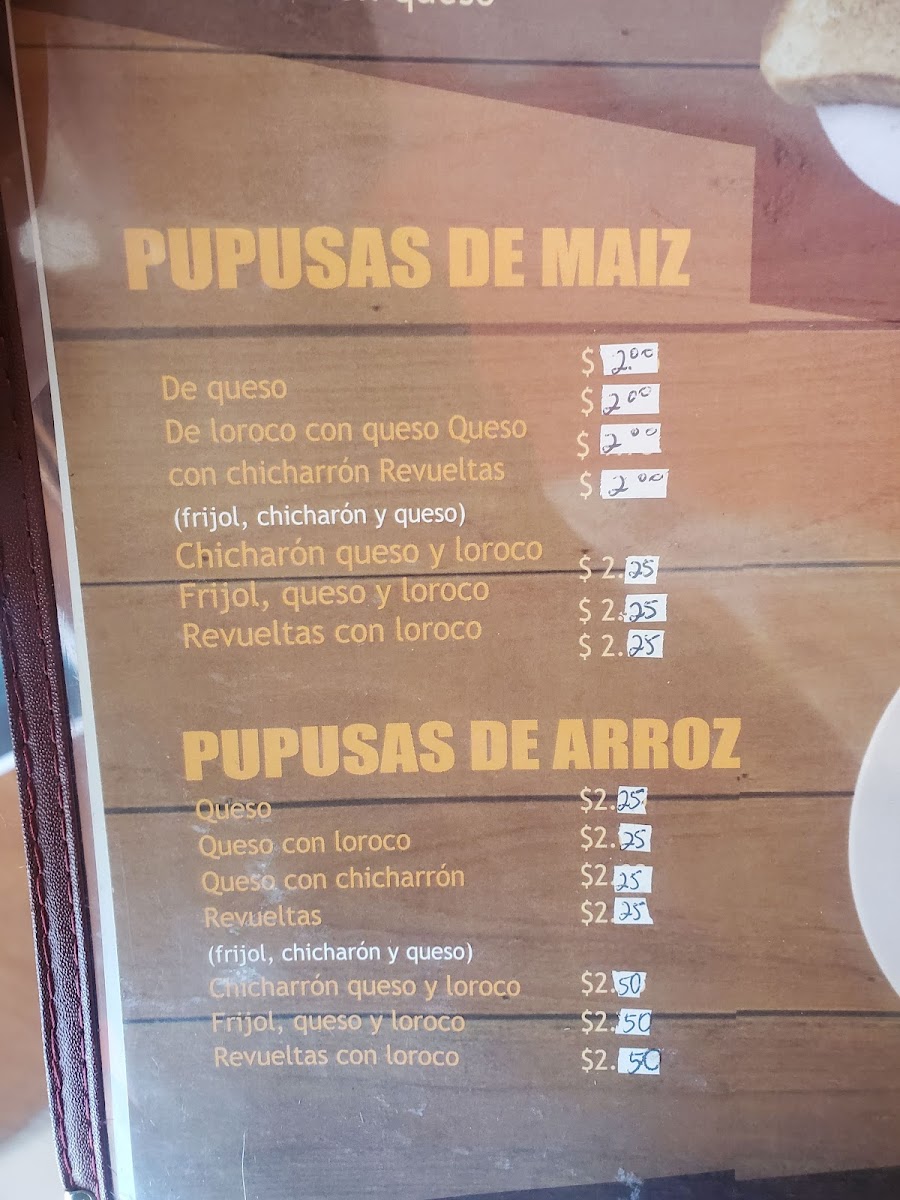 queso
PUPUSAS DE MAIZ
De queso $ 2.00
De loroco con queso Queso $ 2.00
con chicharrón Revueltas $ 2.00
$ 2.00
(frijol, chicharón y queso)
Chicharón queso y loroco $ 2.25
Frijol, queso y loroco $ 2.25
Revueltas con loroco $ 2.25
PUPUSAS DE ARROZ
Queso $2.25
Queso con loroco $2.25
Queso con chicharrón $2.25
Revueltas $2.25
(frijol, chicharón y queso)
Chicharrón queso y loroco $2.50
Frijol, queso y loroco $2.50
Revueltas con loroco $2.50